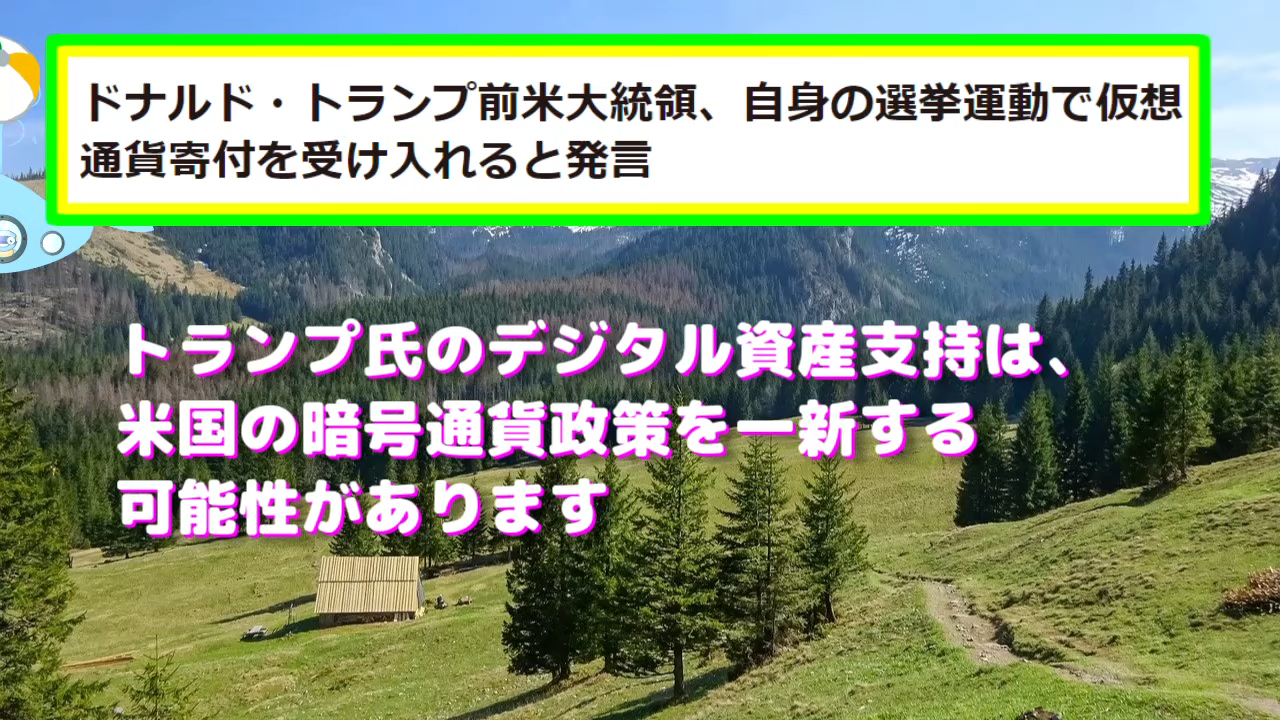 ドナルド・トランプ前米大統領、自身の選挙運動で仮想
通貨寄付を受け入れると発言
トランプ氏のデジタル資産支持は、
米国の暗号通貨政策を一新する
可能性があります